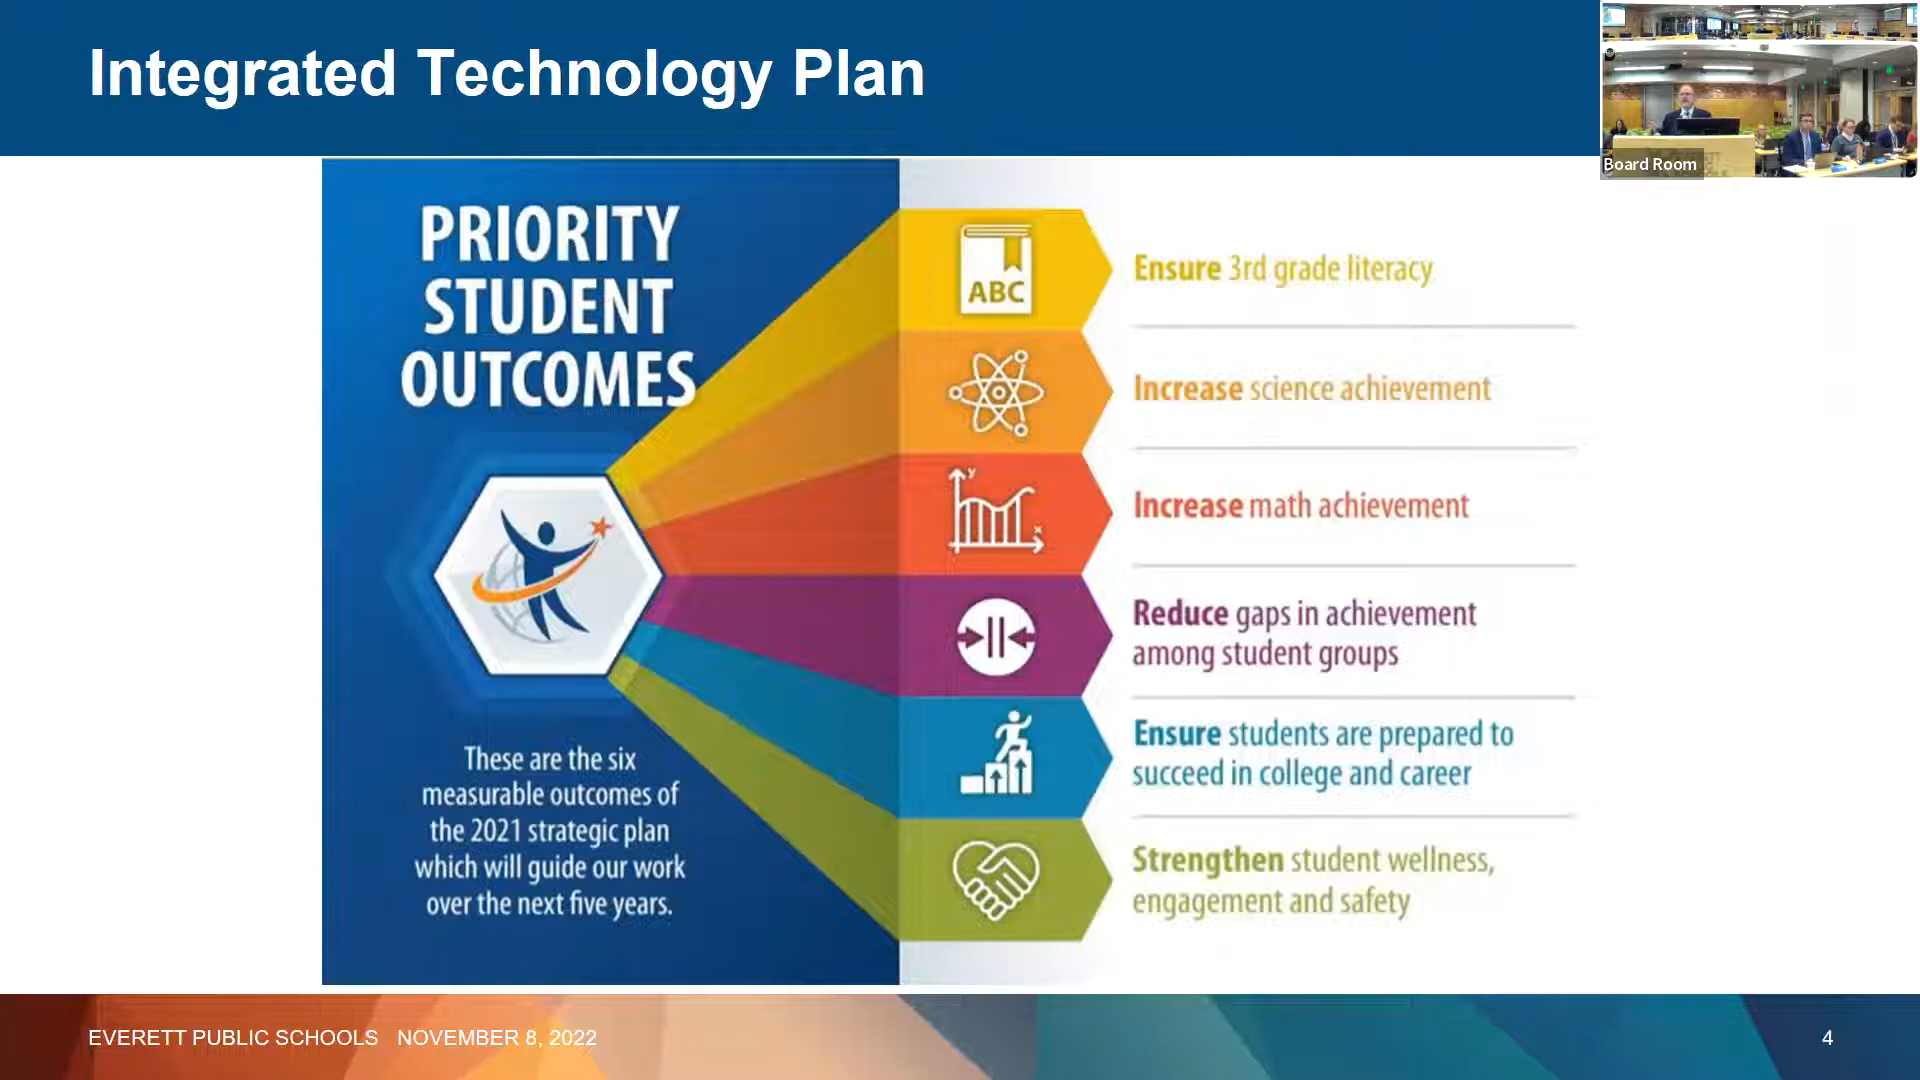 Integrated Technology Plan
Board Room
PRIORITY
STUDENT
OUTCOMES
These are the six
measurable outcomes of
the 2021 strategic plan
which will guide our work
over the next five years.
ABC
Ensure 3rd grade literacy
Increase science achievement
y
x
Increase math achievement
Reduce gaps in achievement
among student groups
Ensure students are prepared to
succeed in college and career
Strengthen student wellness,
engagement and safety
EVERETT PUBLIC SCHOOLS NOVEMBER 8, 2022
4